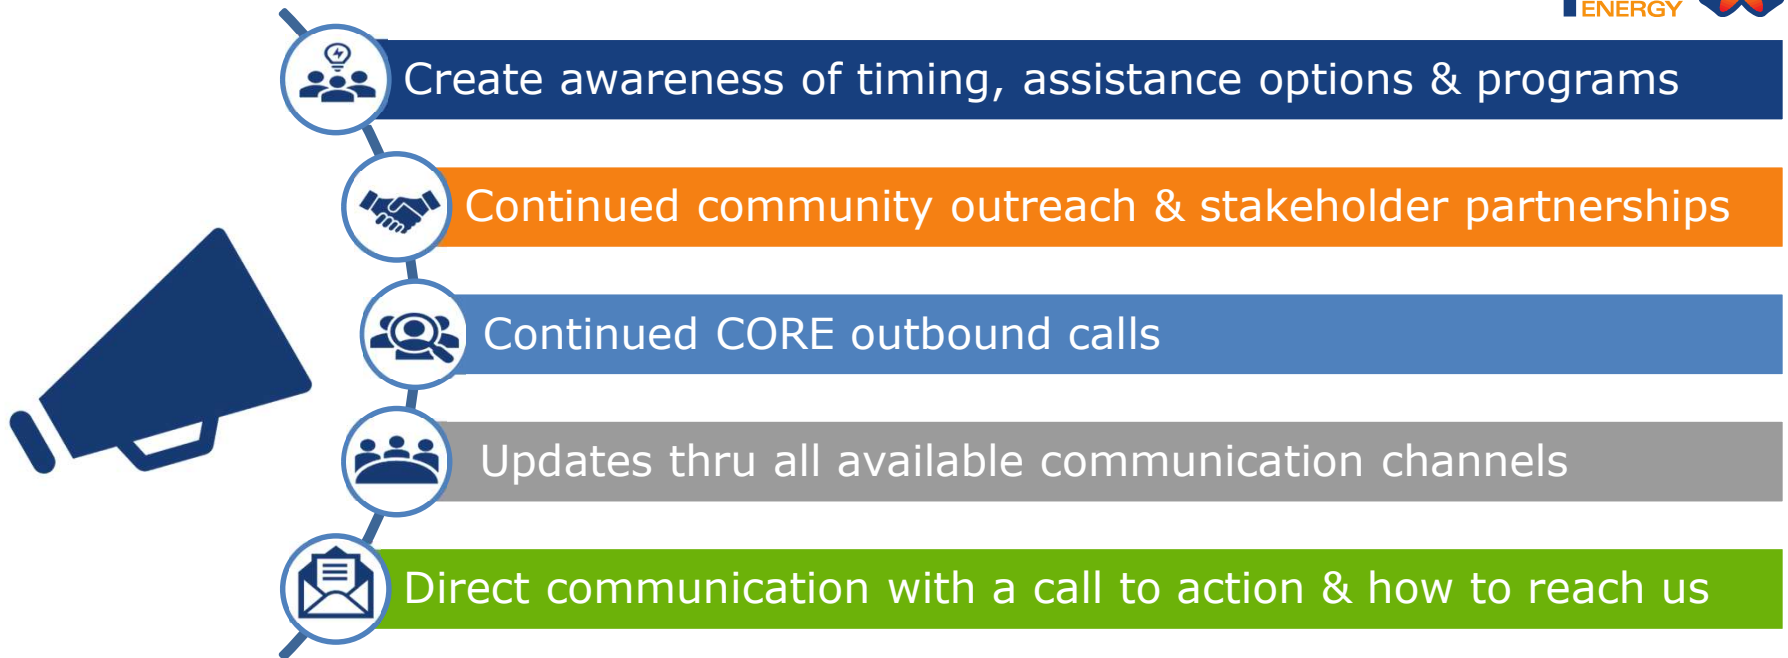 ENERGY
Create awareness of timing, assistance options & programs
Continued community outreach & stakeholder partnerships
Continued CORE outbound calls
Updates thru all available communication channels
Direct communication with a call to action & how to reach us